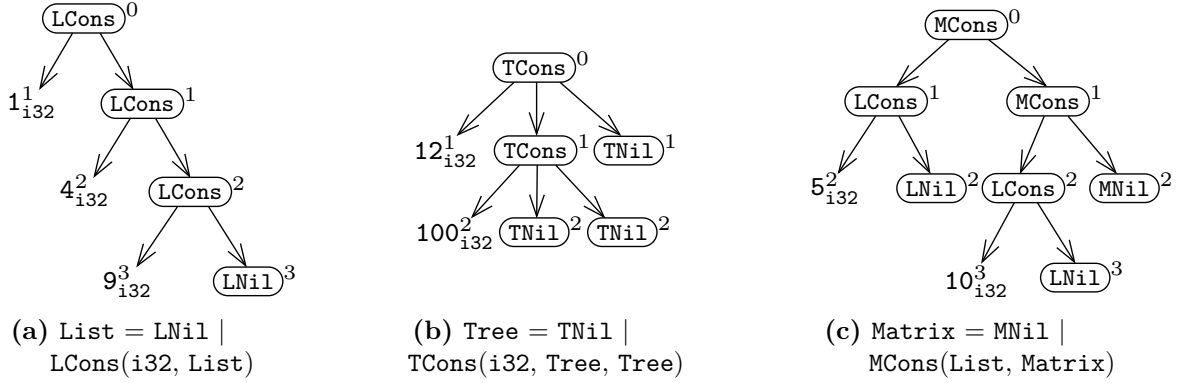 LCons⁰
1¹ᵢ₃₂
LCons¹
4²ᵢ₃₂
LCons²
9³ᵢ₃₂
LNil³
(a) List = LNil |
LCons(i32, List)
TCons⁰
12¹ᵢ₃₂
TCons¹
TNil¹
100²ᵢ₃₂
TNil²
TNil²
(b) Tree = TNil |
TCons(i32, Tree, Tree)
MCons⁰
LCons¹
MCons¹
5²ᵢ₃₂
LNil²
LCons²
MNil²
10³ᵢ₃₂
LNil³
(c) Matrix = MNil |
MCons(List, Matrix)